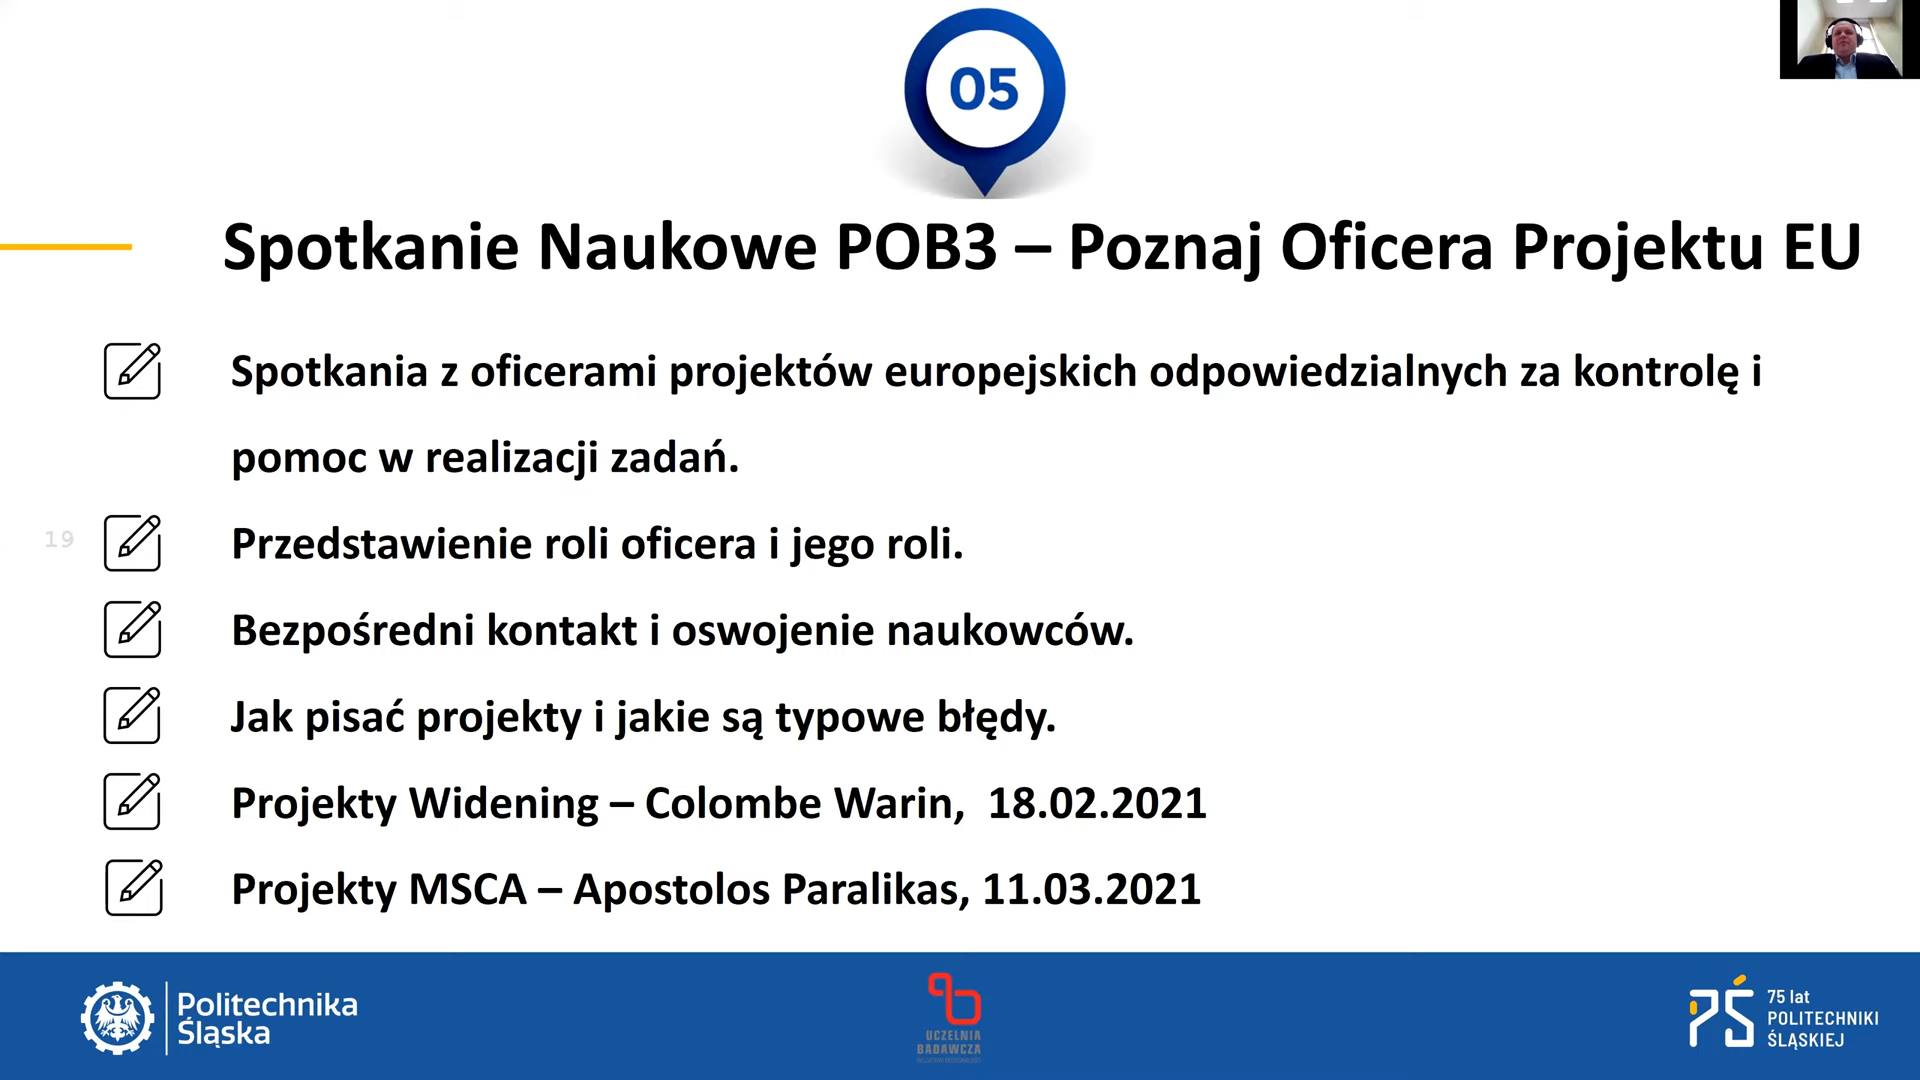 05
Spotkanie Naukowe POB3 – Poznaj Oficera Projektu EU
Spotkania z oficerami projektów europejskich odpowiedzialnych za kontrolę i
pomoc w realizacji zadań.
19
Przedstawienie roli oficera i jego roli.
Bezpośredni kontakt i oswojenie naukowców.
Jak pisać projekty i jakie są typowe błędy.
Projekty Widening – Colombe Warin, 18.02.2021
Projekty MSCA – Apostolos Paralikas, 11.03.2021
Politechnika
Śląska
UCZELNIA
BADAWCZA
PŚ
75 lat
POLITECHNIKI
ŚLĄSKIEJ